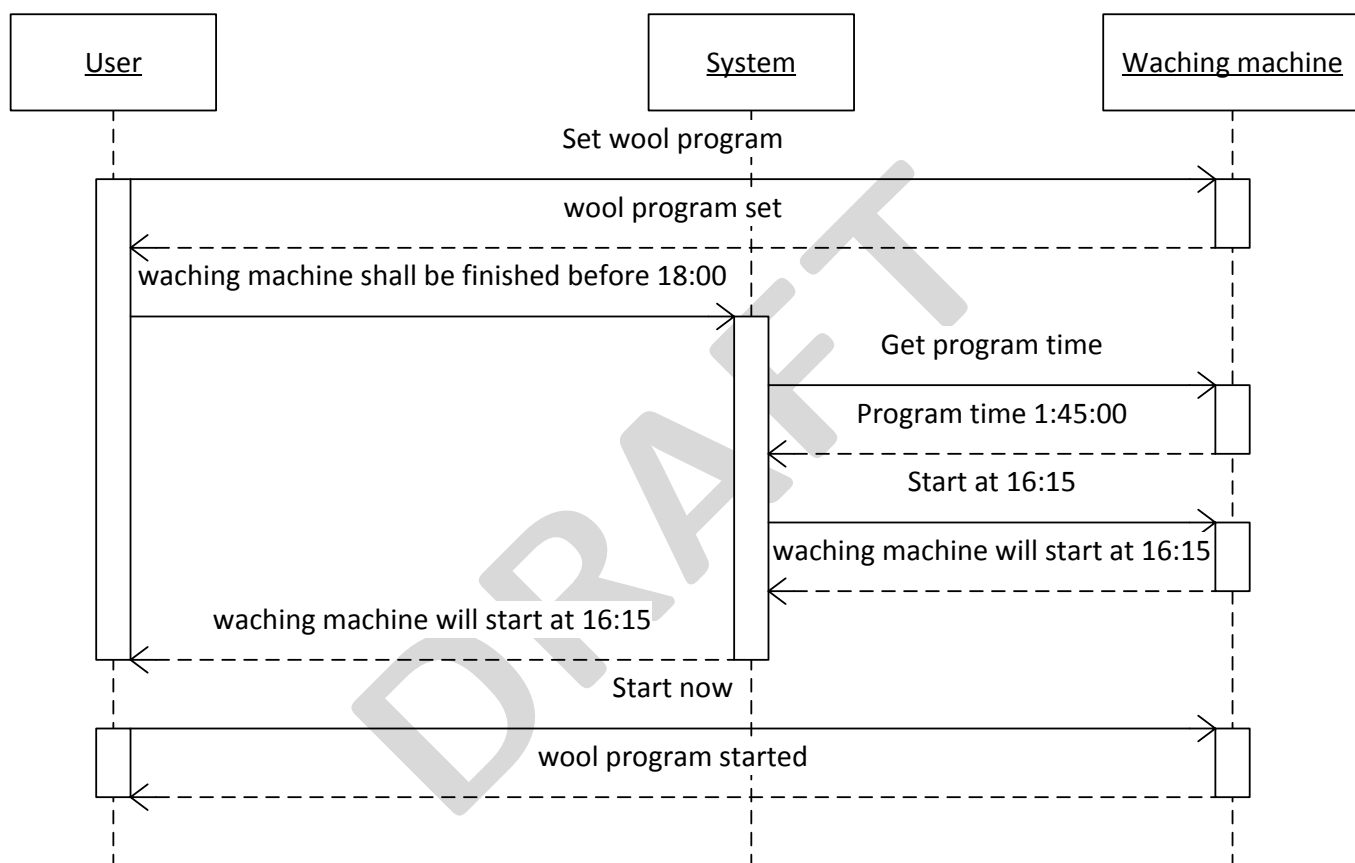 User
System
Waching machine
Set wool program
wool program set
waching machine shall be finished before 18:00
Get program time
Program time 1:45:00
Start at 16:15
waching machine will start at 16:15
waching machine will start at 16:15
Start now
wool program started
DRAFT